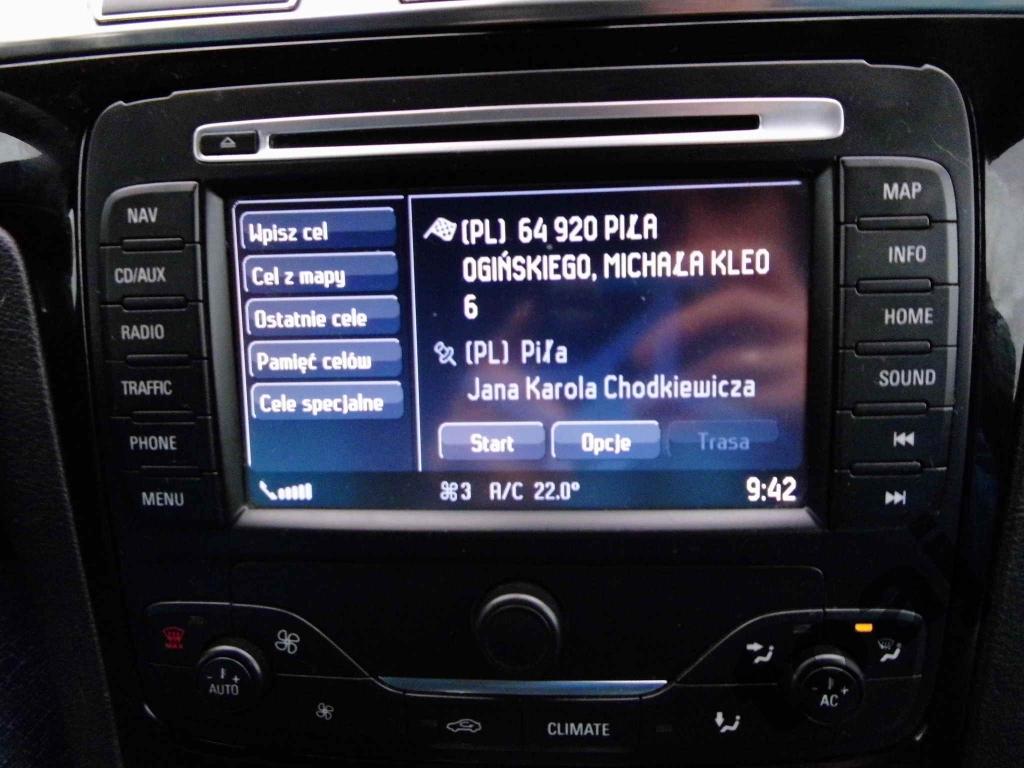 NAV
CD/AUX
RADIO
TRAFFIC
PHONE
MENU
Wpisz cel
Cel z mapy
Ostatnie cele
Pamięć celów
Cele specjalne
(PL) 64 920 PIŁA
OGIŃSKIEGO, MICHAŁA KLEO
6
(PL) Piła
Jana Karola Chodkiewicza
Start
Opcje
Trasa
3 A/C 22.0°
9:42
MAP
INFO
HOME
SOUND
MAX
- +
AUTO
CLIMATE
- +
AC